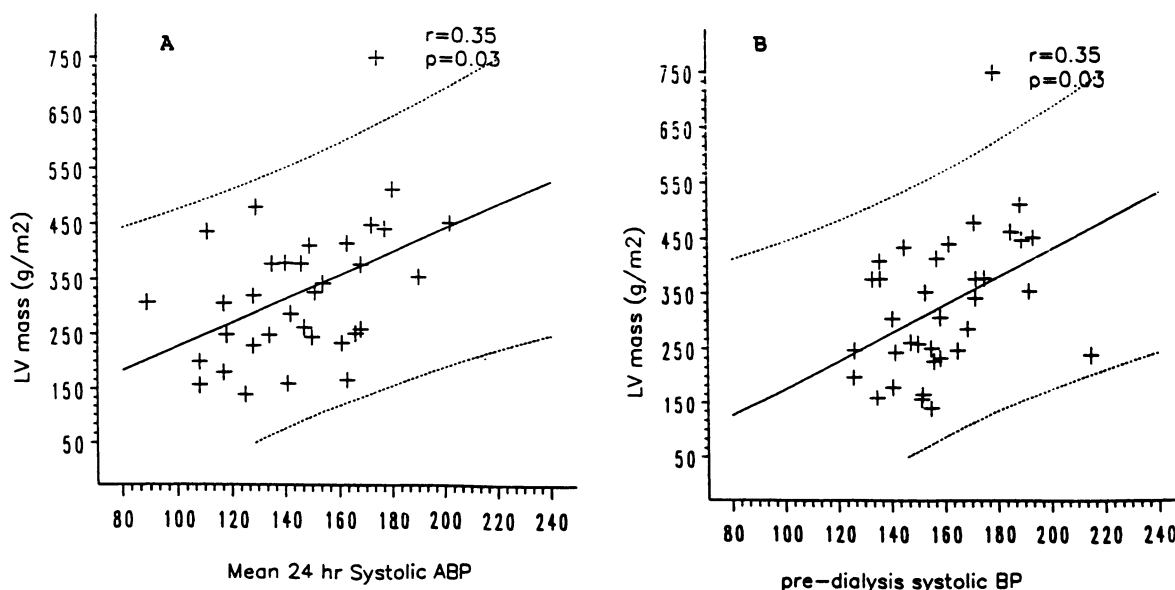 A
r=0.35
p=0.03
LV mass (g/m2)
750
650
550
450
350
250
150
50
80 100 120 140 160 180 200 220 240
Mean 24 hr Systolic ABP
B
r=0.35
p=0.03
LV mass (g/m2)
750
650
550
450
350
250
150
50
80 100 120 140 160 180 200 220 240
pre-dialysis systolic BP